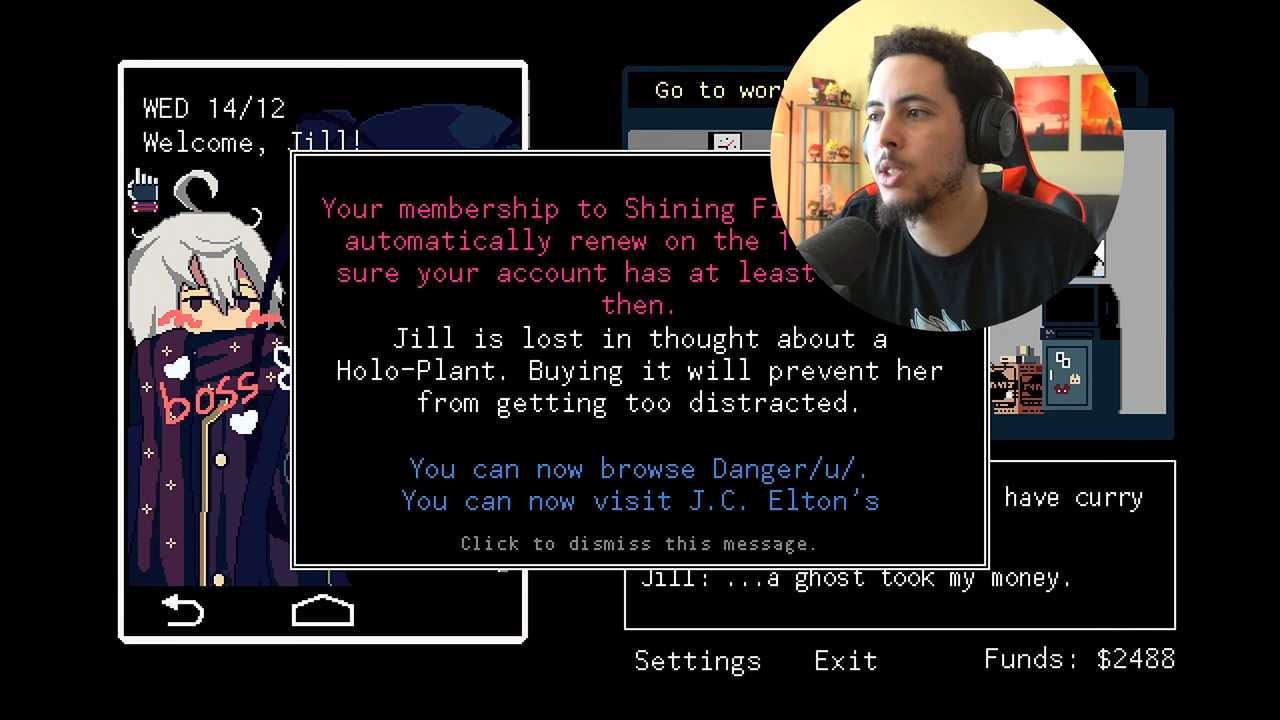 WED 14/12
Welcome, Jill!
Go to wor
Your membership to Shining Fi
automatically renew on the 1
sure your account has at least
then.
Jill is lost in thought about a
Holo-Plant. Buying it will prevent her
from getting too distracted.
You can now browse Danger/u/.
You can now visit J.C. Elton's
Click to dismiss this message.
boss
have curry
Jill: ...a ghost took my money.
Settings
Exit
Funds: $2488